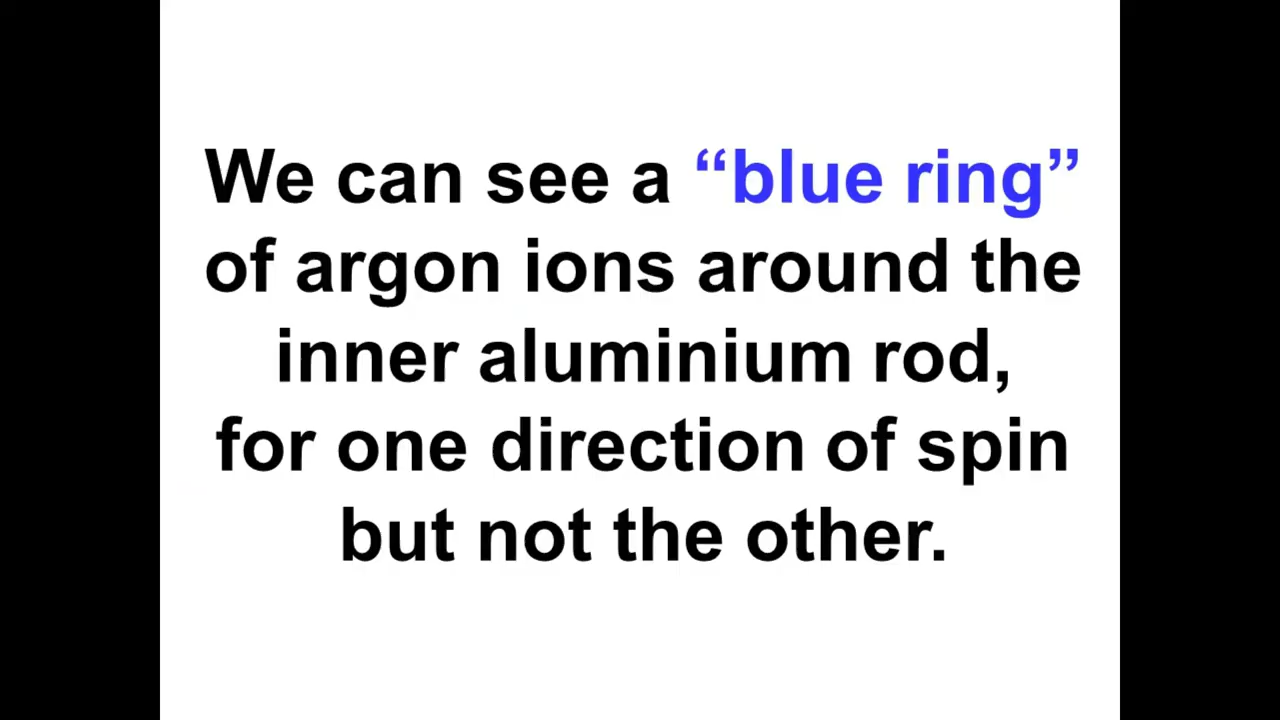 We can see a “blue ring”
of argon ions around the
inner aluminium rod,
for one direction of spin
but not the other.